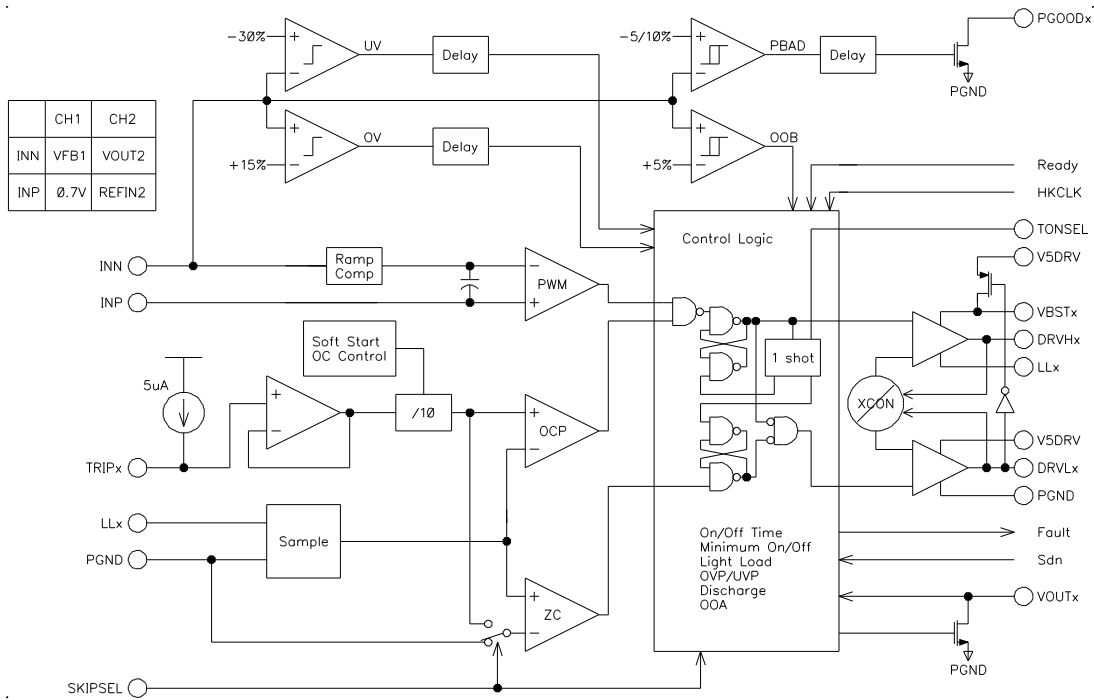 PGOODx
-30%
UV
Delay
-5/10%
PBAD
Delay
PGND
CH1 CH2
INN VFB1 VOUT2
INP 0.7V REFIN2
+15%
OV
Delay
+5%
OOB
Ready
HKCLK
Control Logic
TONSEL
V5DRV
INN
Ramp
Comp
PWM
INP
VBSTx
DRVHx
LLx
Soft Start
OC Control
1 shot
5uA
/10
XCON
OCP
TRIPx
V5DRV
DRVLx
PGND
LLx
Sample
PGND
On/Off Time
Minimum On/Off
Light Load
OVP/UVP
Discharge
OOA
Fault
Sdn
VOUTx
ZC
PGND
SKIPSEL
+
-
+
-
+
-
+
-
-
+
+
-
+
-
+
-